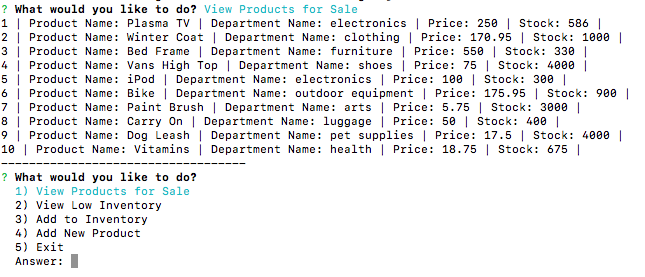 ? What would you like to do? View Products for Sale
1 | Product Name: Plasma TV | Department Name: electronics | Price: 250 | Stock: 586 |
2 | Product Name: Winter Coat | Department Name: clothing | Price: 170.95 | Stock: 1000 |
3 | Product Name: Bed Frame | Department Name: furniture | Price: 550 | Stock: 330 |
4 | Product Name: Vans High Top | Department Name: shoes | Price: 75 | Stock: 4000 |
5 | Product Name: iPod | Department Name: electronics | Price: 100 | Stock: 300 |
6 | Product Name: Bike | Department Name: outdoor equipment | Price: 175.95 | Stock: 900 |
7 | Product Name: Paint Brush | Department Name: arts | Price: 5.75 | Stock: 3000 |
8 | Product Name: Carry On | Department Name: luggage | Price: 50 | Stock: 400 |
9 | Product Name: Dog Leash | Department Name: pet supplies | Price: 17.5 | Stock: 4000 |
10 | Product Name: Vitamins | Department Name: health | Price: 18.75 | Stock: 675 |
-----------------------------------
? What would you like to do?
1) View Products for Sale
2) View Low Inventory
3) Add to Inventory
4) Add New Product
5) Exit
Answer: